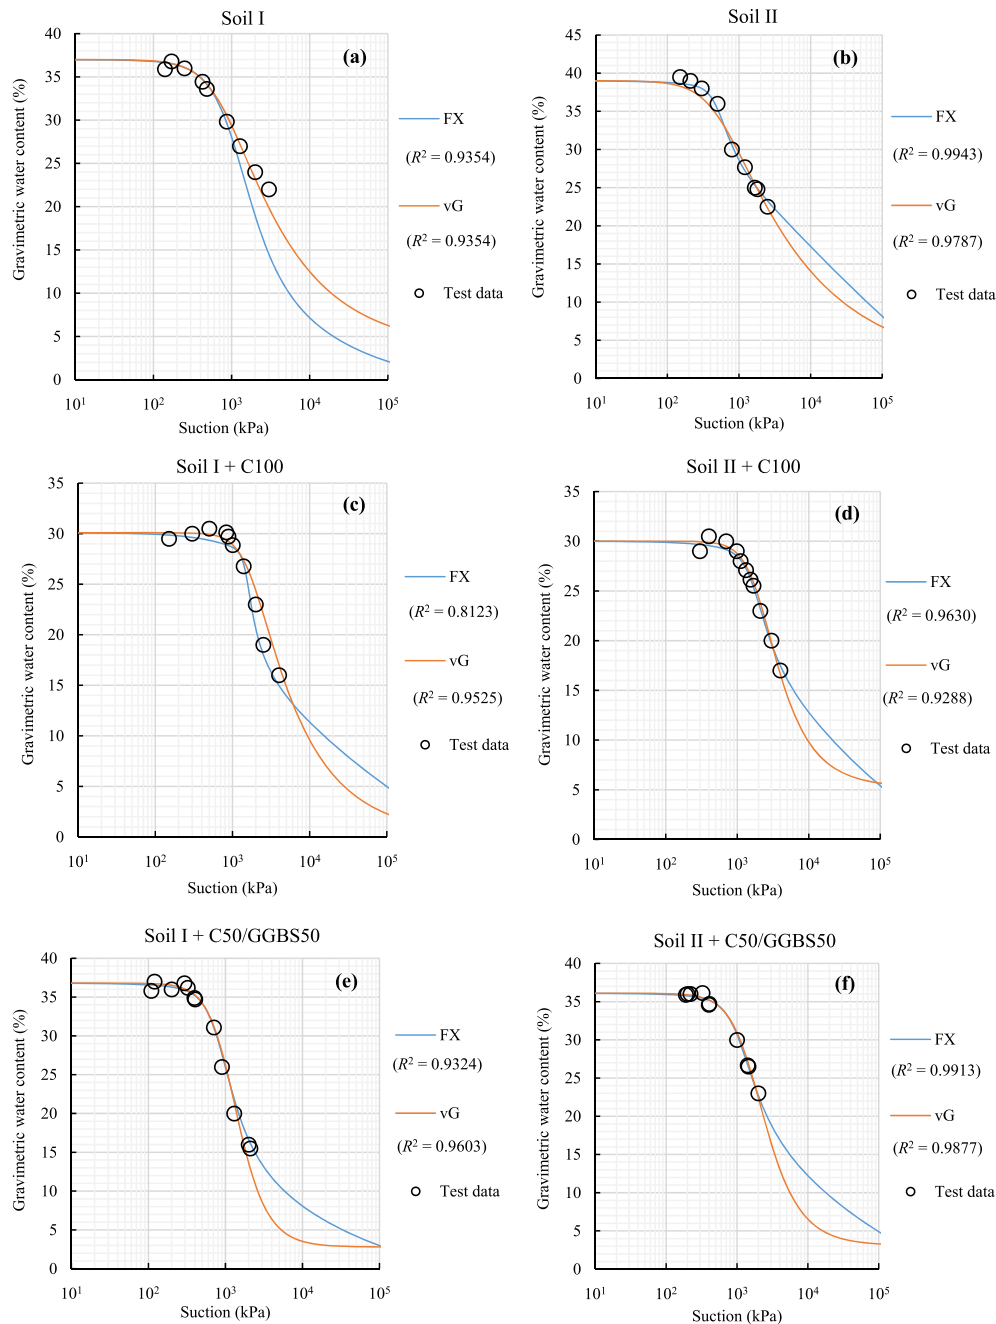 Soil I
(a)
Gravimetric water content (%)
40
35
30
25
20
15
10
5
0
10¹ 10² 10³ 10⁴ 10⁵
Suction (kPa)
FX
(R² = 0.9354)
vG
(R² = 0.9354)
Test data
Soil II
(b)
Gravimetric water content (%)
45
40
35
30
25
20
15
10
5
0
10¹ 10² 10³ 10⁴ 10⁵
Suction (kPa)
FX
(R² = 0.9943)
vG
(R² = 0.9787)
Test data
Soil I + C100
(c)
Gravimetric water content (%)
35
30
25
20
15
10
5
0
10¹ 10² 10³ 10⁴ 10⁵
Suction (kPa)
FX
(R² = 0.8123)
vG
(R² = 0.9525)
Test data
Soil II + C100
(d)
Gravimetric water content (%)
35
30
25
20
15
10
5
0
10¹ 10² 10³ 10⁴ 10⁵
Suction (kPa)
FX
(R² = 0.9630)
vG
(R² = 0.9288)
Test data
Soil I + C50/GGBS50
(e)
Gravimetric water content (%)
40
35
30
25
20
15
10
5
0
10¹ 10² 10³ 10⁴ 10⁵
Suction (kPa)
FX
(R² = 0.9324)
vG
(R² = 0.9603)
Test data
Soil II + C50/GGBS50
(f)
Gravimetric water content (%)
40
35
30
25
20
15
10
5
0
10¹ 10² 10³ 10⁴ 10⁵
Suction (kPa)
FX
(R² = 0.9913)
vG
(R² = 0.9877)
Test data